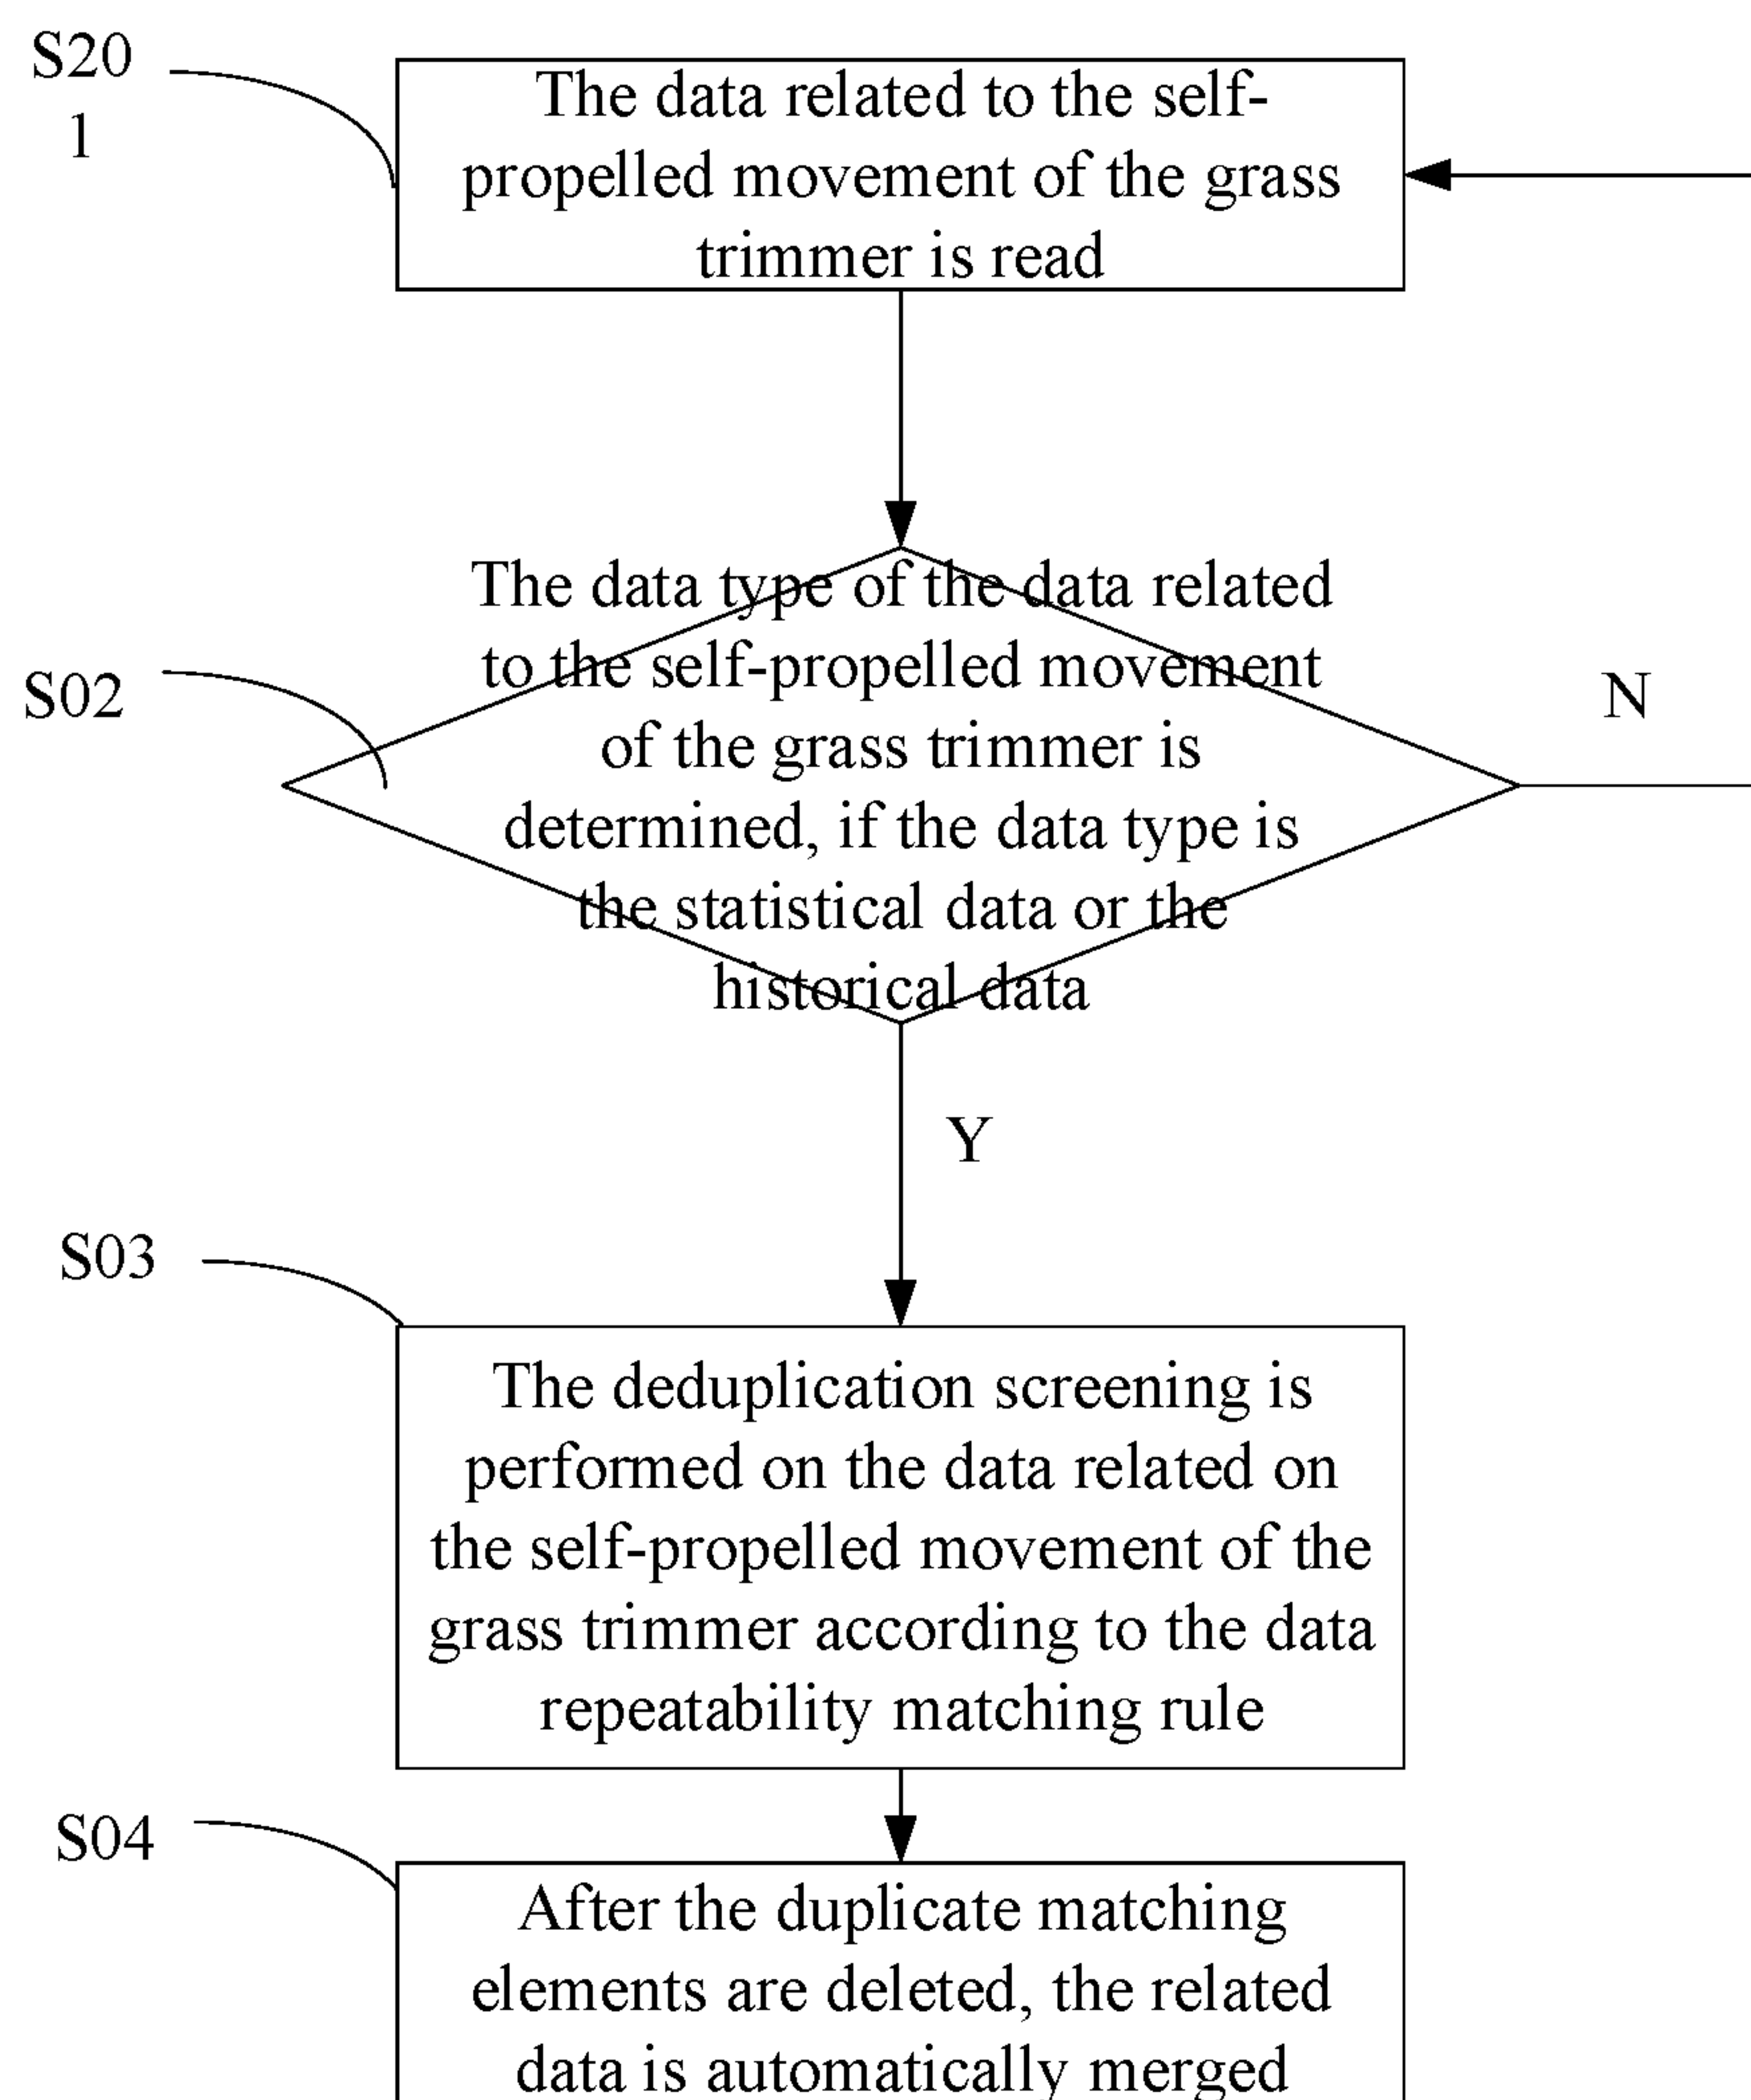 S20
1
The data related to the self-
propelled movement of the grass
trimmer is read
The data type of the data related
to the self-propelled movement
of the grass trimmer is
determined, if the data type is
the statistical data or the
historical data
S02
N
Y
S03
The deduplication screening is
performed on the data related on
the self-propelled movement of the
grass trimmer according to the data
repeatability matching rule
S04
After the duplicate matching
elements are deleted, the related
data is automatically merged